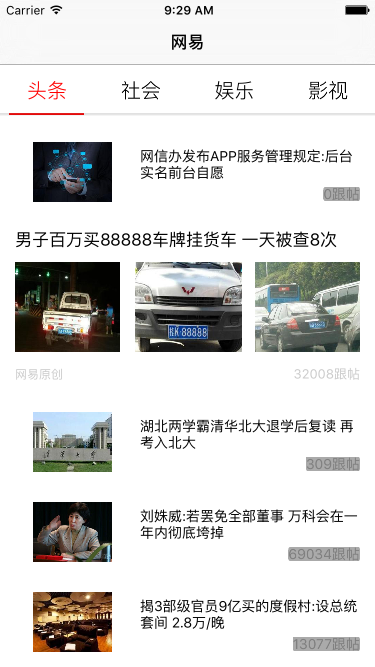 Carrier 9:29 AM
网易
头条 社会 娱乐 影视
网信办发布APP服务管理规定:后台
实名前台自愿
0跟帖
男子百万买88888车牌挂货车 一天被查8次
88888
网易原创 32008跟帖
湖北两学霸清华北大退学后复读 再
考入北大
309跟帖
刘姝威:若罢免全部董事 万科会在一
年内彻底垮掉
69034跟帖
揭3部级官员9亿买的度假村:设总统
套间 2.8万/晚
13077跟帖